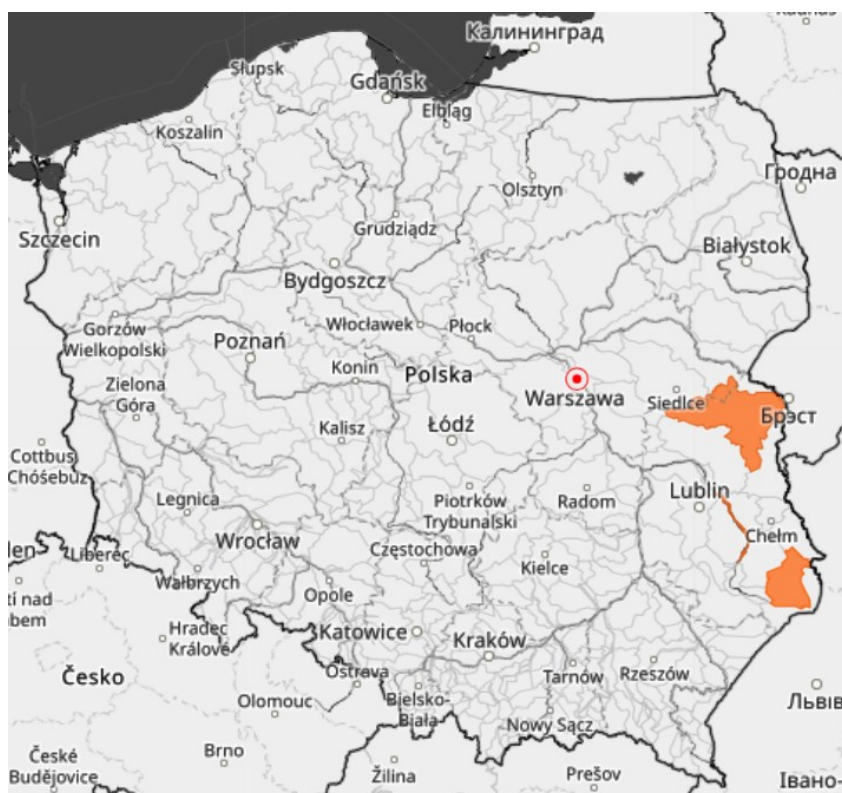 Калининград
Słupsk
Gdańsk
Elbląg
Koszalin
Гродна
Olsztyn
Szczecin
Grudziądz
Białystok
Bydgoszcz
Gorzów
Wielkopolski
Włocławek
Płock
Poznań
Konin
Polska
Warszawa
Siedlce
Брэст
Zielona
Góra
Kalisz
Łódź
Cottbus
Chóśebuz
Legnica
Piotrków
Trybunalski
Radom
Lublin
Chełm
Wrocław
Częstochowa
Liberec
Wałbrzych
Opole
Kielce
Hradec
Králové
Katowice
Kraków
Tarnów
Rzeszów
Česko
Ostrava
Olomouc
Bielsko-
Biała
Nowy Sącz
Львів
Brno
České
Budějovice
Žilina
Prešov
Івано-